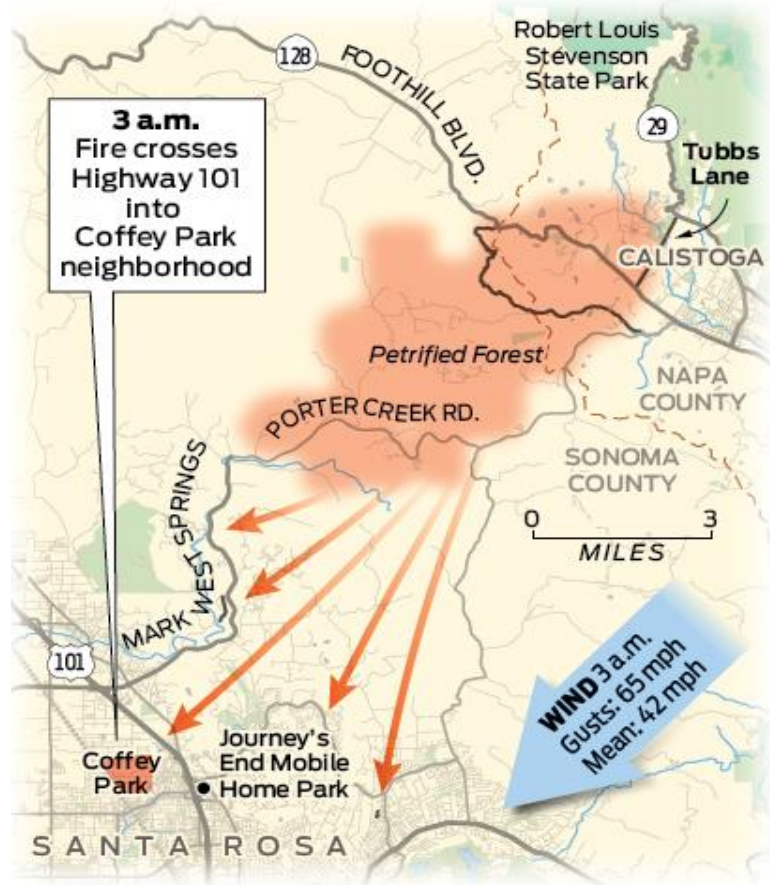 Robert Louis
Stevenson
State Park
128
FOOTHILL BLVD.
29
Tubbs
Lane
3 a.m.
Fire crosses
Highway 101
into
Coffey Park
neighborhood
CALISTOGA
Petrified Forest
NAPA
COUNTY
PORTER CREEK RD.
SONOMA
COUNTY
0 3
MILES
MARK WEST SPRINGS
101
WIND 3 a.m.
Gusts: 65 mph
Mean: 42 mph
Coffey
Park
Journey's
End Mobile
Home Park
SANTA ROSA